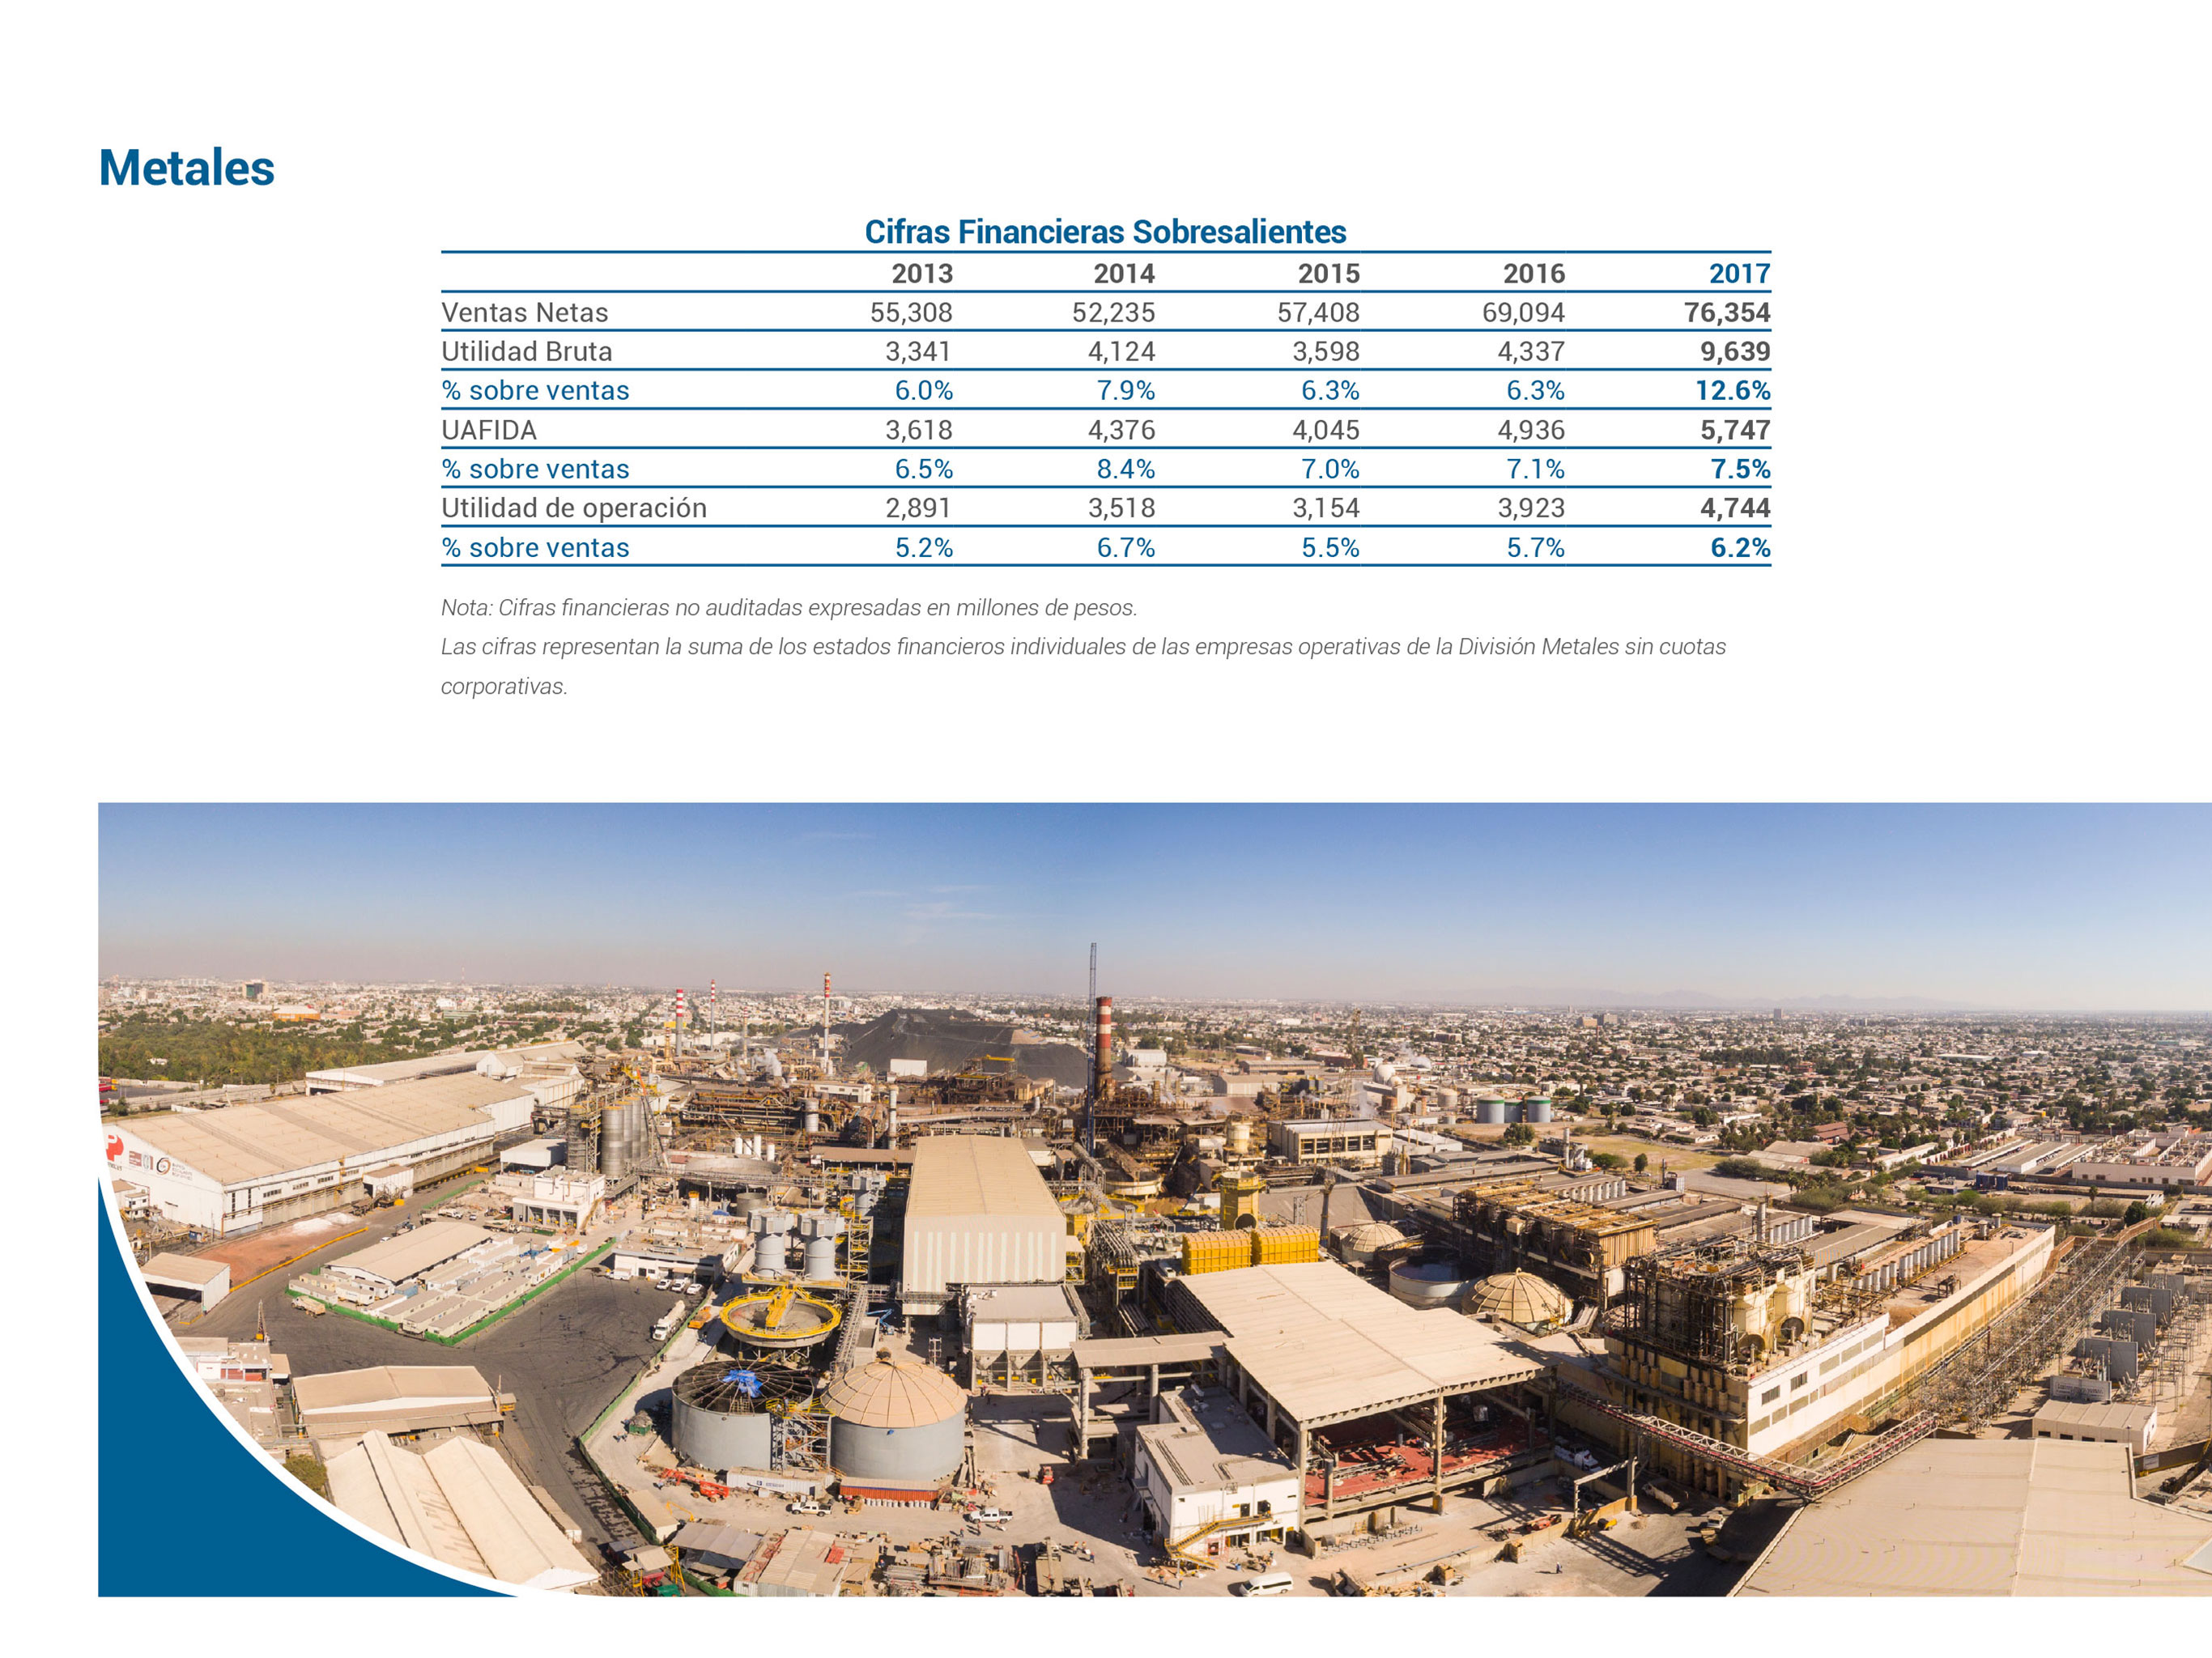 Metales
Cifras Financieras Sobresalientes
2013 2014 2015 2016 2017
Ventas Netas 55,308 52,235 57,408 69,094 76,354
Utilidad Bruta 3,341 4,124 3,598 4,337 9,639
% sobre ventas 6.0% 7.9% 6.3% 6.3% 12.6%
UAFIDA 3,618 4,376 4,045 4,936 5,747
% sobre ventas 6.5% 8.4% 7.0% 7.1% 7.5%
Utilidad de operación 2,891 3,518 3,154 3,923 4,744
% sobre ventas 5.2% 6.7% 5.5% 5.7% 6.2%
Nota: Cifras financieras no auditadas expresadas en millones de pesos.
Las cifras representan la suma de los estados financieros individuales de las empresas operativas de la División Metales sin cuotas
corporativas.